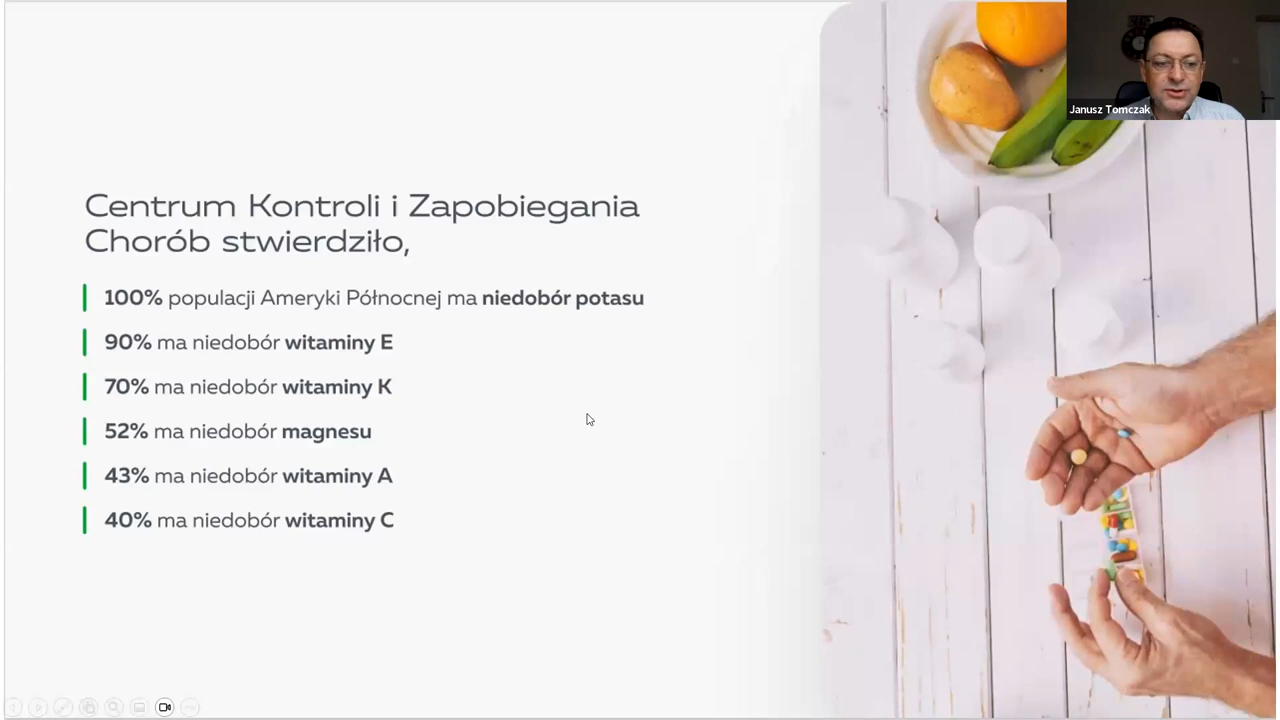 Janusz Tomczak
Centrum Kontroli i Zapobiegania
Chorób stwierdziło,
100% populacji Ameryki Północnej ma niedobór potasu
90% ma niedobór witaminy E
70% ma niedobór witaminy K
52% ma niedobór magnesu
43% ma niedobór witaminy A
40% ma niedobór witaminy C